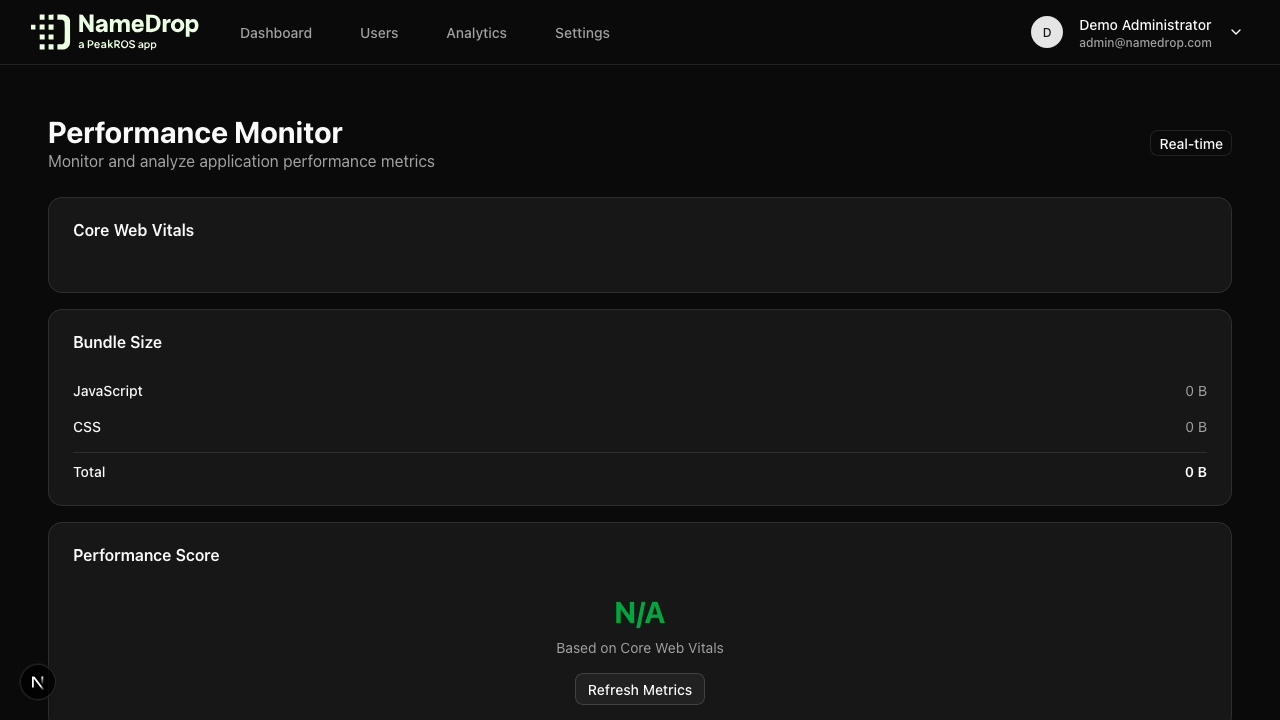 NameDrop
a PeakROS app
Dashboard
Users
Analytics
Settings
D
Demo Administrator
admin@namedrop.com
Performance Monitor
Monitor and analyze application performance metrics
Real-time
Core Web Vitals
Bundle Size
JavaScript 0 B
CSS 0 B
Total 0 B
Performance Score
N/A
Based on Core Web Vitals
Refresh Metrics
N